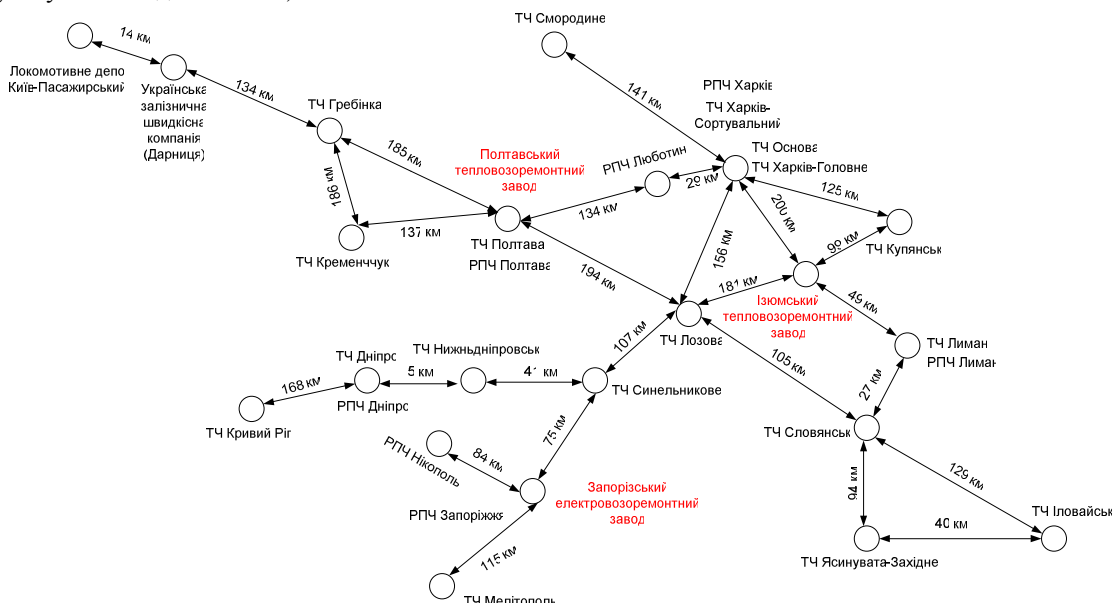 ТЧ Смородине
14 км
Локомотивне депо
Київ-Пасажирський
Українська
залізнична
швидкісна
компанія
(Дарниця)
134 км
ТЧ Гребінка
141 км
РПЧ Харків
ТЧ Харків-
Сортувальний
ТЧ Основа
ТЧ Харків-Головне
185 км
Полтавський
тепловозоремонтний
завод
РПЧ Люботин
29 км
125 км
186 км
137 км
134 км
200 км
ТЧ Кременччук
ТЧ Полтава
РПЧ Полтава
156 км
99 км
ТЧ Купянськ
194 км
181 км
49 км
Ізюмський
тепловозоремонтний
завод
ТЧ Лозова
107 км
105 км
ТЧ Лиман
РПЧ Лиман
27 км
ТЧ Дніпро
ТЧ Нижньдніпровськ
168 км
5 км
41 км
РПЧ Дніпро
ТЧ Синельникове
ТЧ Кривий Ріг
75 км
ТЧ Словянськ
РПЧ Нікополь
84 км
129 км
94 км
РПЧ Запоріжжя
Запорізський
електровозоремонтний
завод
ТЧ Іловайськ
40 км
115 км
ТЧ Ясинувата-Західне
ТЧ Мелітополь